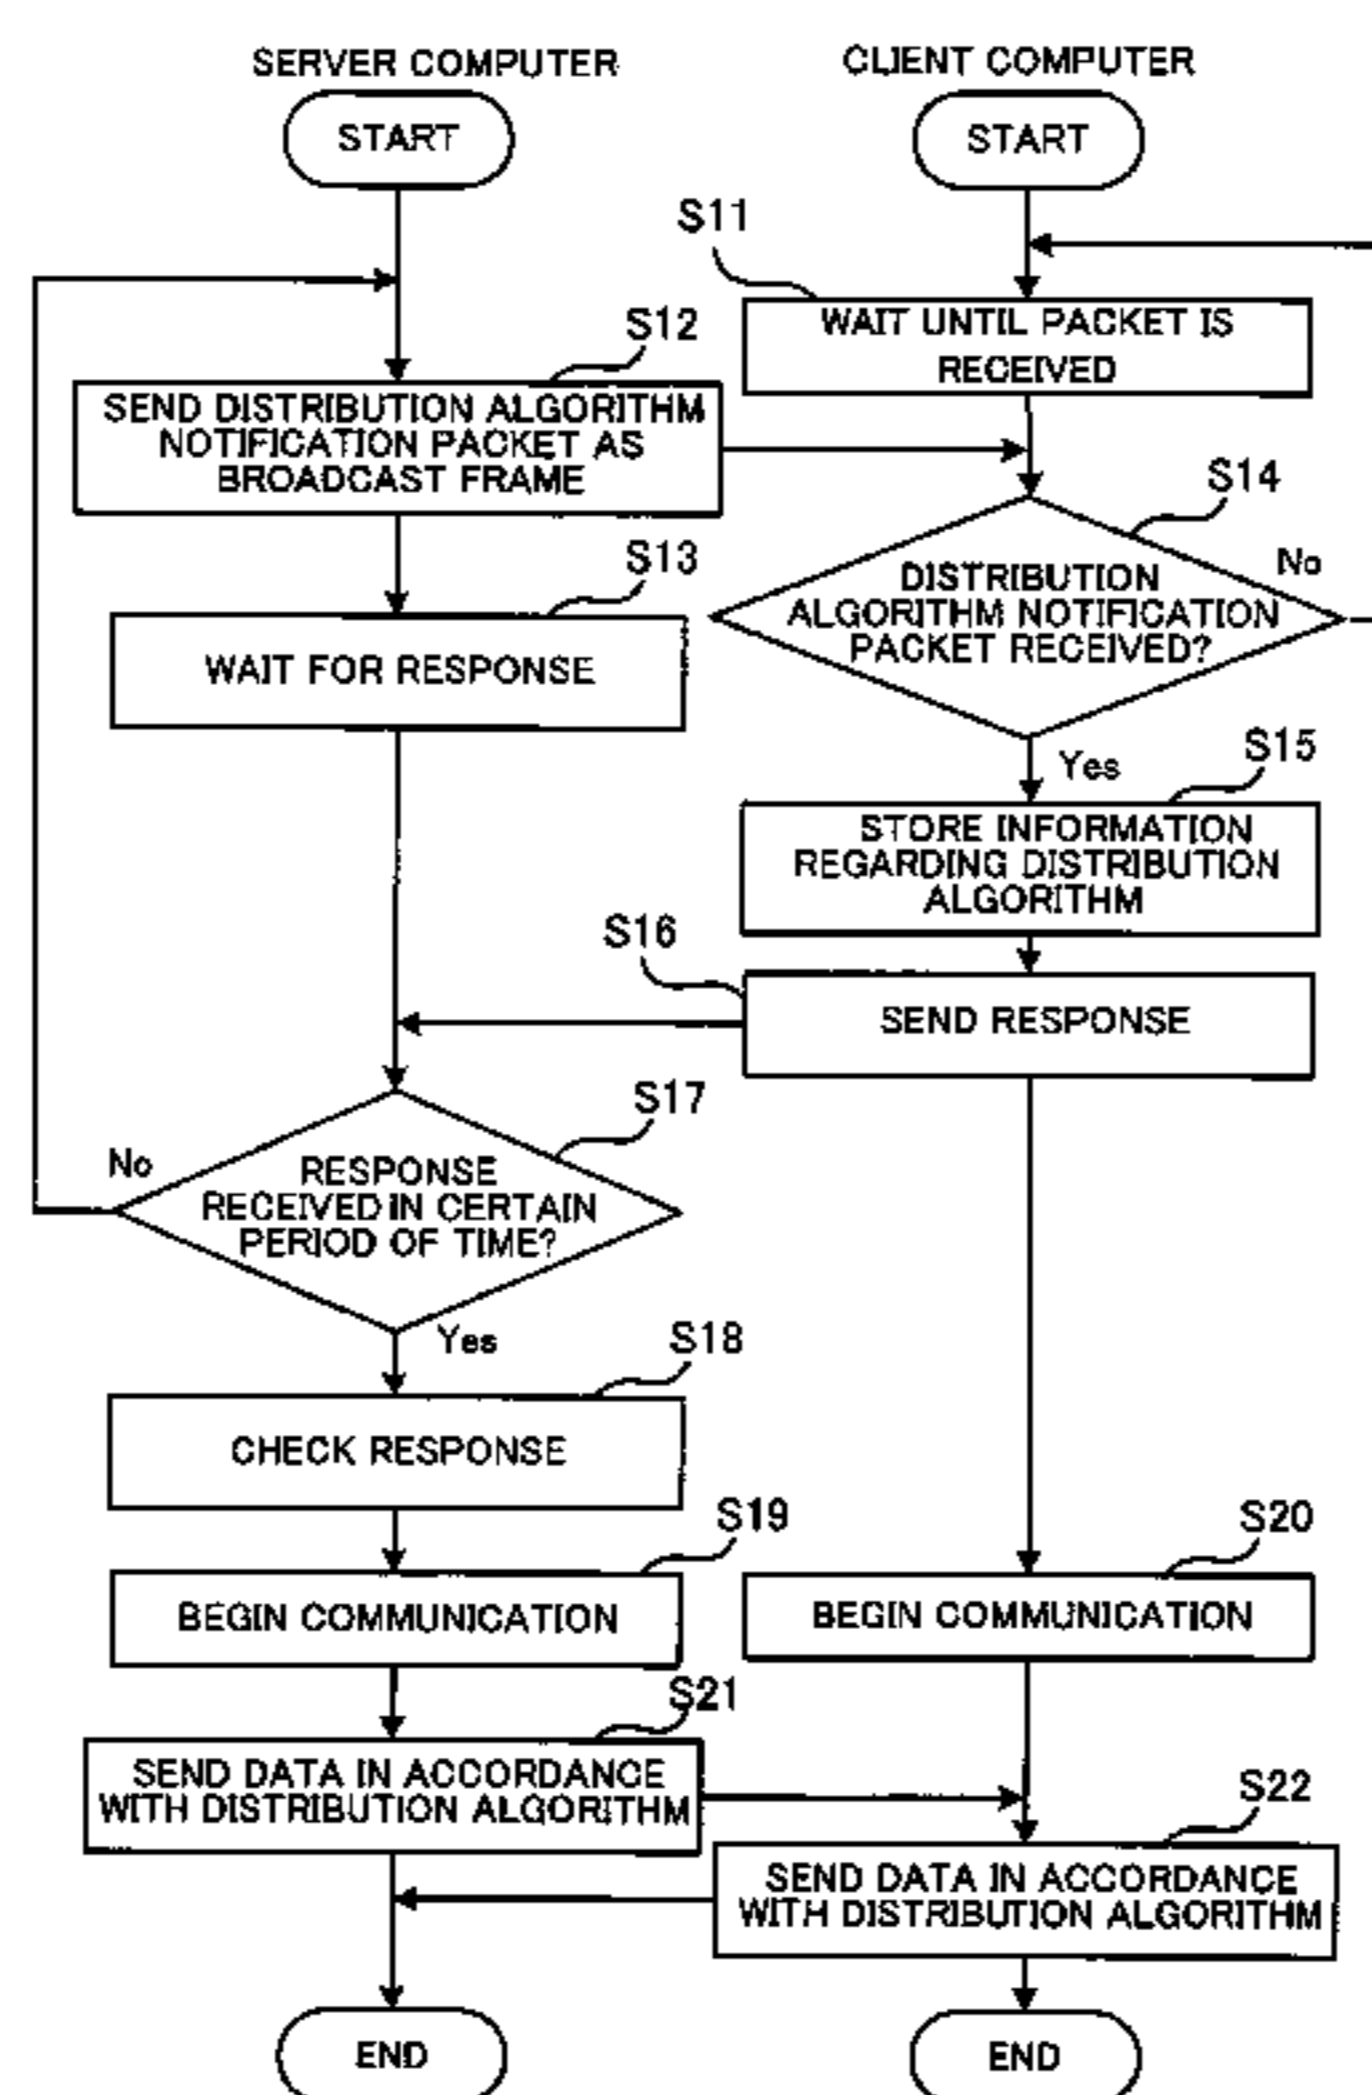 SERVER COMPUTER
CLIENT COMPUTER
START
START
S11
WAIT UNTIL PACKET IS
RECEIVED
S12
SEND DISTRIBUTION ALGORITHM
NOTIFICATION PACKET AS
BROADCAST FRAME
S14
No
DISTRIBUTION
ALGORITHM NOTIFICATION
PACKET RECEIVED?
S13
WAIT FOR RESPONSE
Yes
S15
STORE INFORMATION
REGARDING DISTRIBUTION
ALGORITHM
S16
SEND RESPONSE
S17
No
RESPONSE
RECEIVED IN CERTAIN
PERIOD OF TIME?
Yes
S18
CHECK RESPONSE
S19
BEGIN COMMUNICATION
S20
BEGIN COMMUNICATION
S21
SEND DATA IN ACCORDANCE
WITH DISTRIBUTION ALGORITHM
S22
SEND DATA IN ACCORDANCE
WITH DISTRIBUTION ALGORITHM
END
END